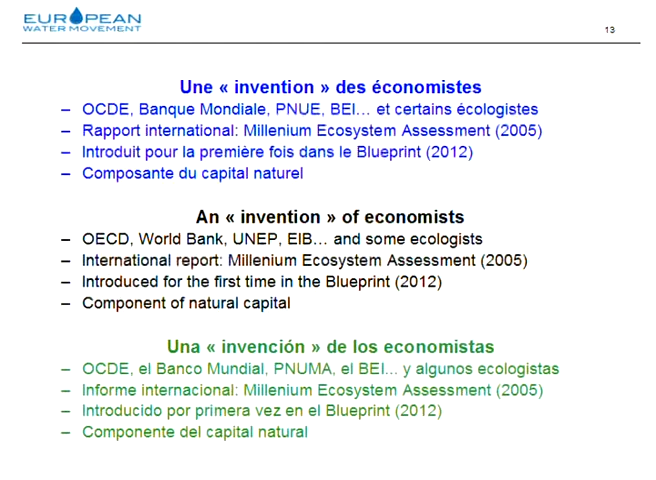 EUROPEAN
WATER MOVEMENT
13
Une « invention » des économistes
– OCDE, Banque Mondiale, PNUE, BEI… et certains écologistes
– Rapport international: Millenium Ecosystem Assessment (2005)
– Introduit pour la première fois dans le Blueprint (2012)
– Composante du capital naturel
An « invention » of economists
– OECD, World Bank, UNEP, EIB… and some ecologists
– International report: Millenium Ecosystem Assessment (2005)
– Introduced for the first time in the Blueprint (2012)
– Component of natural capital
Una « invención » de los economistas
– OCDE, el Banco Mundial, PNUMA, el BEI... y algunos ecologistas
– Informe internacional: Millenium Ecosystem Assessment (2005)
– Introducido por primera vez en el Blueprint (2012)
– Componente del capital natural